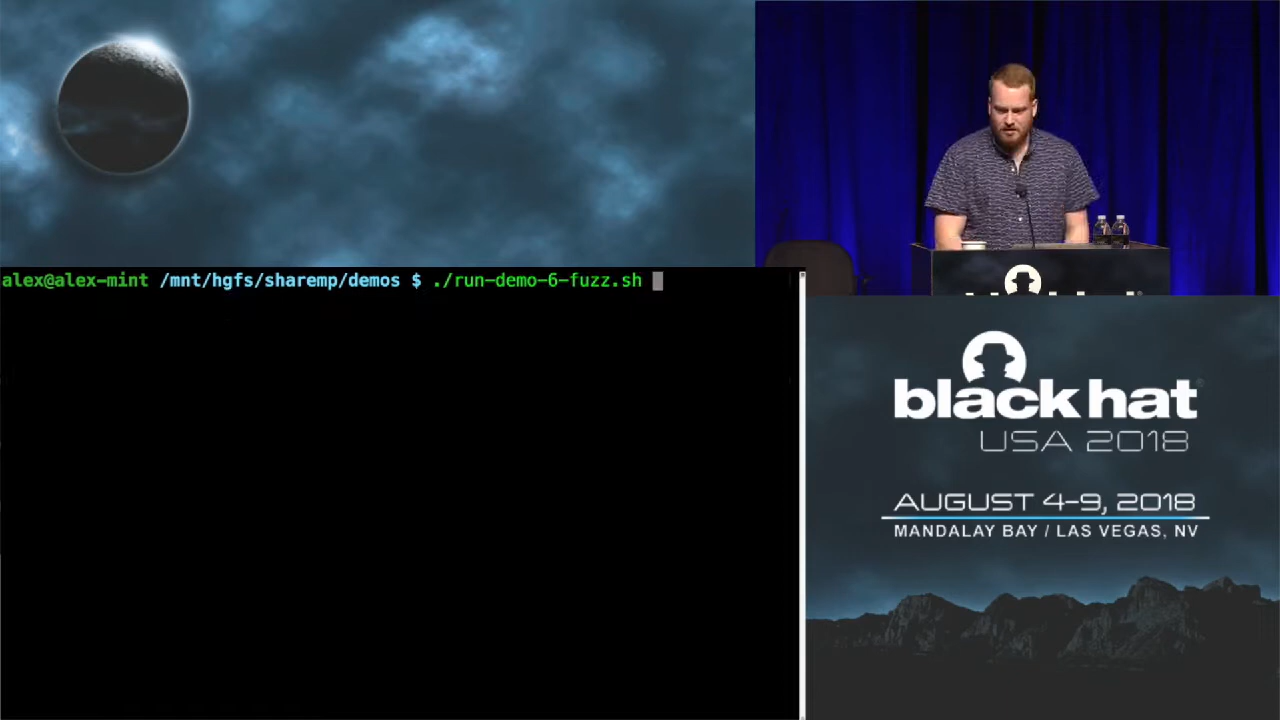 alex@alex-mint /mnt/hgfs/sharemp/demos $ ./run-demo-6-fuzz.sh
black hat
USA 2018
AUGUST 4-9, 2018
MANDALAY BAY / LAS VEGAS, NV